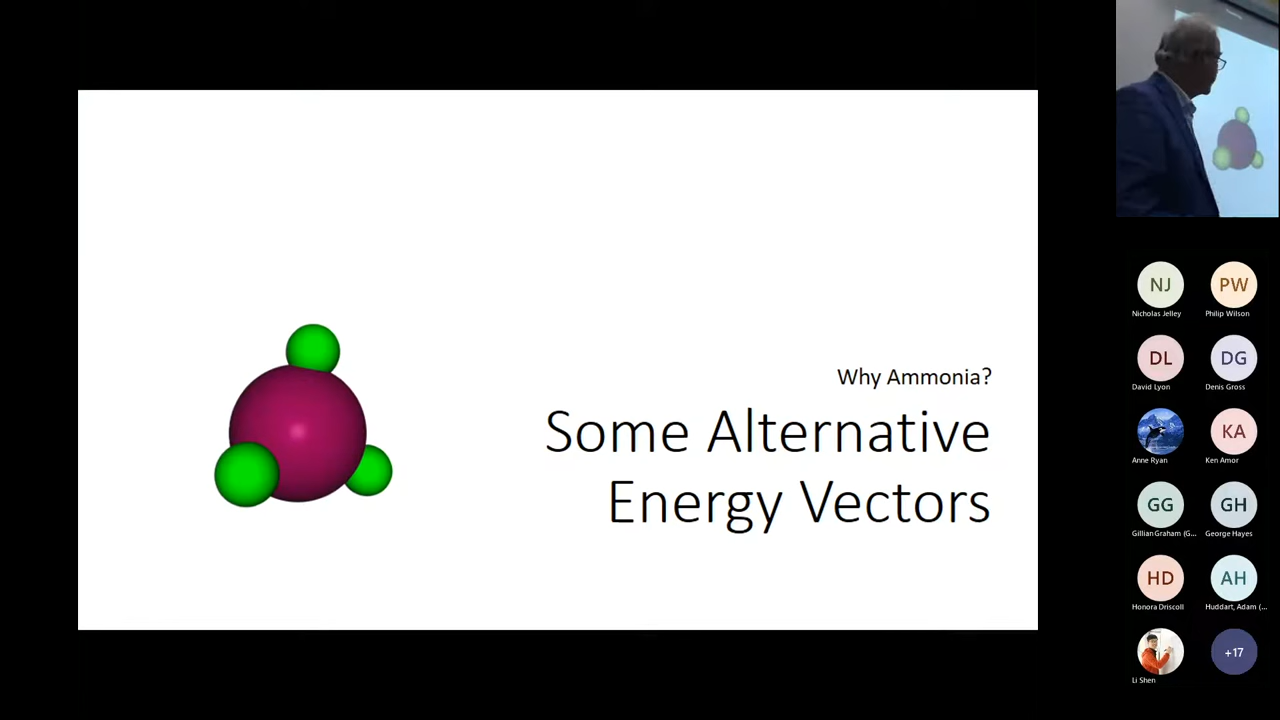 Why Ammonia?
Some Alternative
Energy Vectors
NJ
Nicholas Jelley
PW
Philip Wilson
DL
David Lyon
DG
Denis Gross
Anne Ryan
KA
Ken Amor
GG
Gillian Graham (G...
GH
George Hayes
HD
Honora Driscoll
AH
Huddart, Adam (...
Li Shen
+17